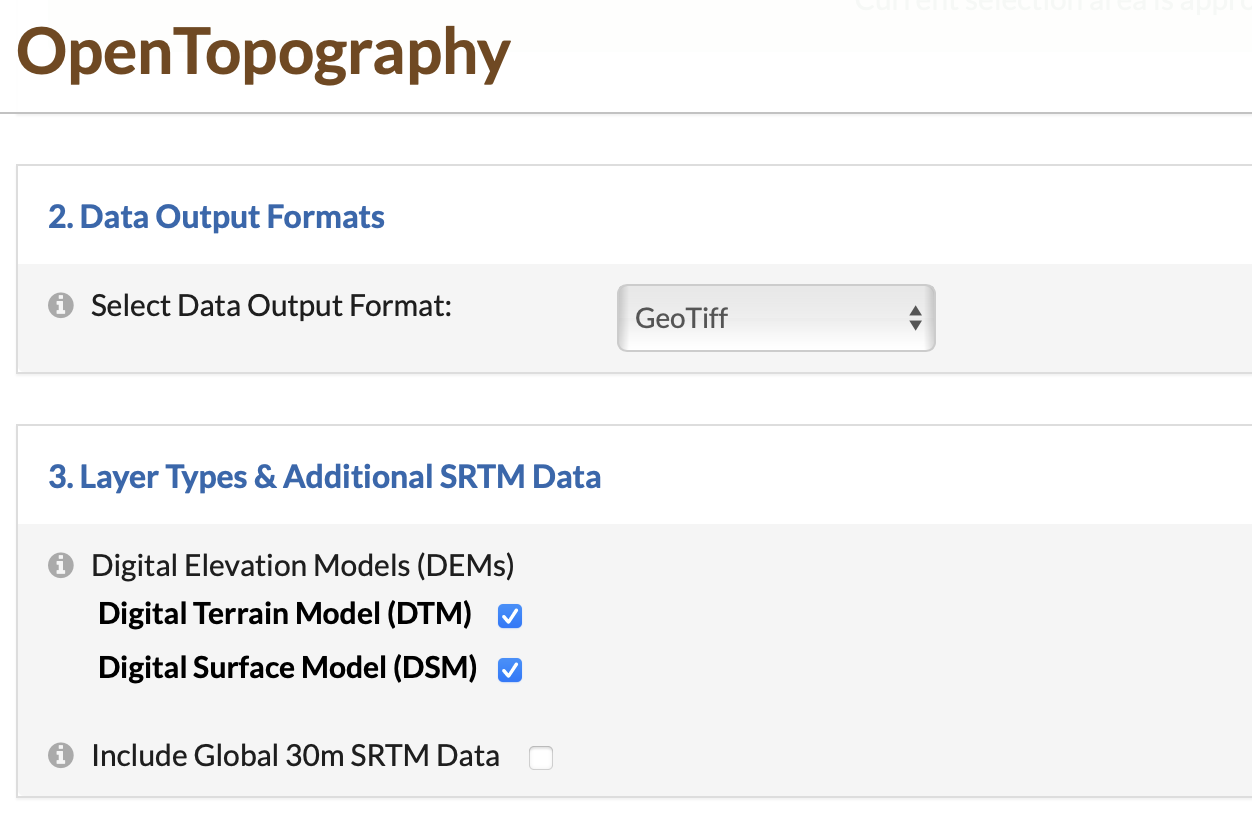 Current selection area is appro
OpenTopography
2. Data Output Formats
Select Data Output Format:
GeoTiff
3. Layer Types & Additional SRTM Data
Digital Elevation Models (DEMs)
Digital Terrain Model (DTM)
Digital Surface Model (DSM)
Include Global 30m SRTM Data